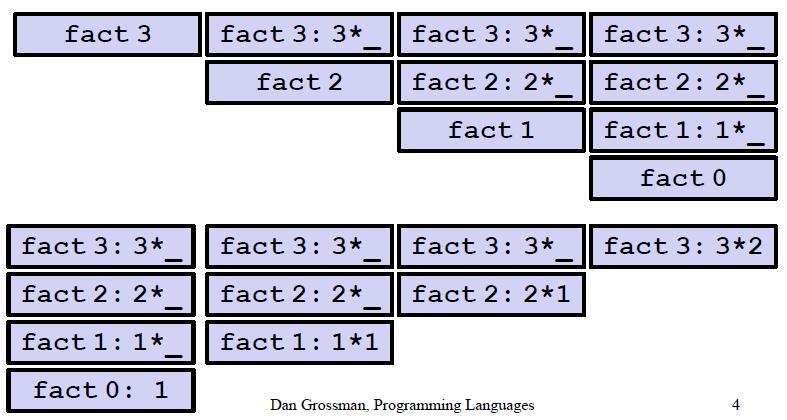 fact 3 fact 3: 3*_ fact 3: 3*_ fact 3: 3*_
fact 2 fact 2: 2*_ fact 2: 2*_
fact 1 fact 1: 1*_
fact 0
fact 3: 3*_ fact 3: 3*_ fact 3: 3*_ fact 3: 3*2
fact 2: 2*_ fact 2: 2*_ fact 2: 2*1
fact 1: 1*_ fact 1: 1*1
fact 0: 1
Dan Grossman, Programming Languages 4